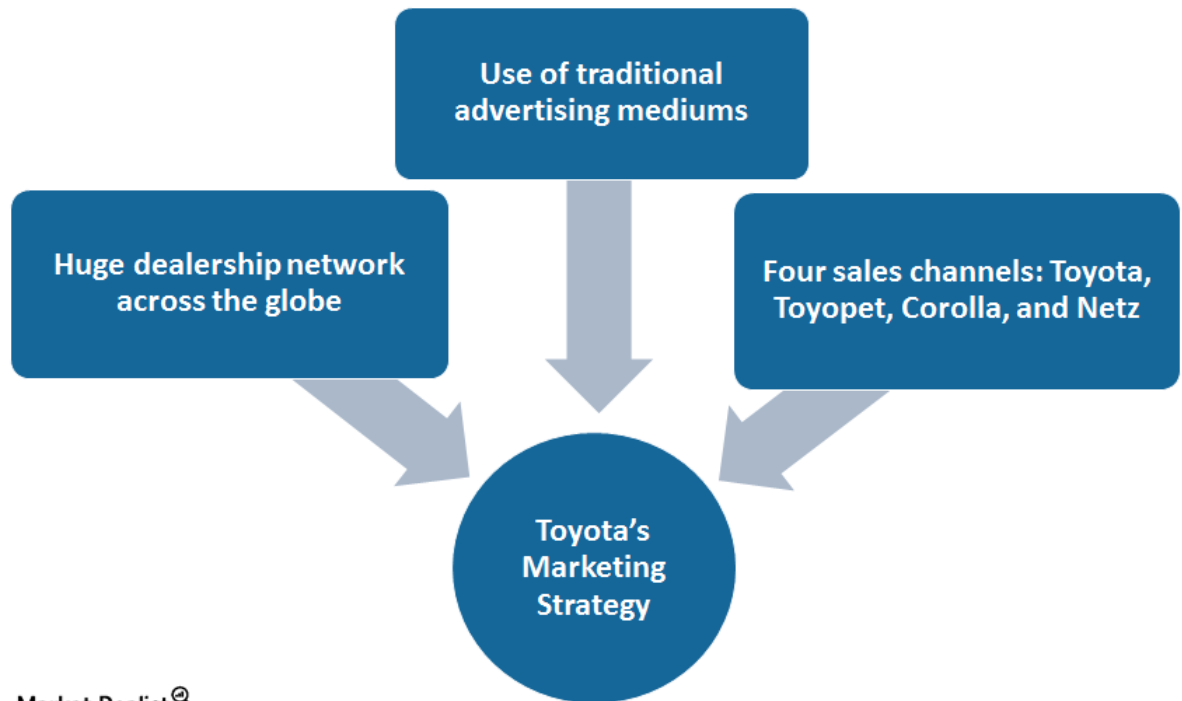 Use of traditional
advertising mediums
Huge dealership network
across the globe
Four sales channels: Toyota,
Toyopet, Corolla, and Netz
Toyota’s
Marketing
Strategy